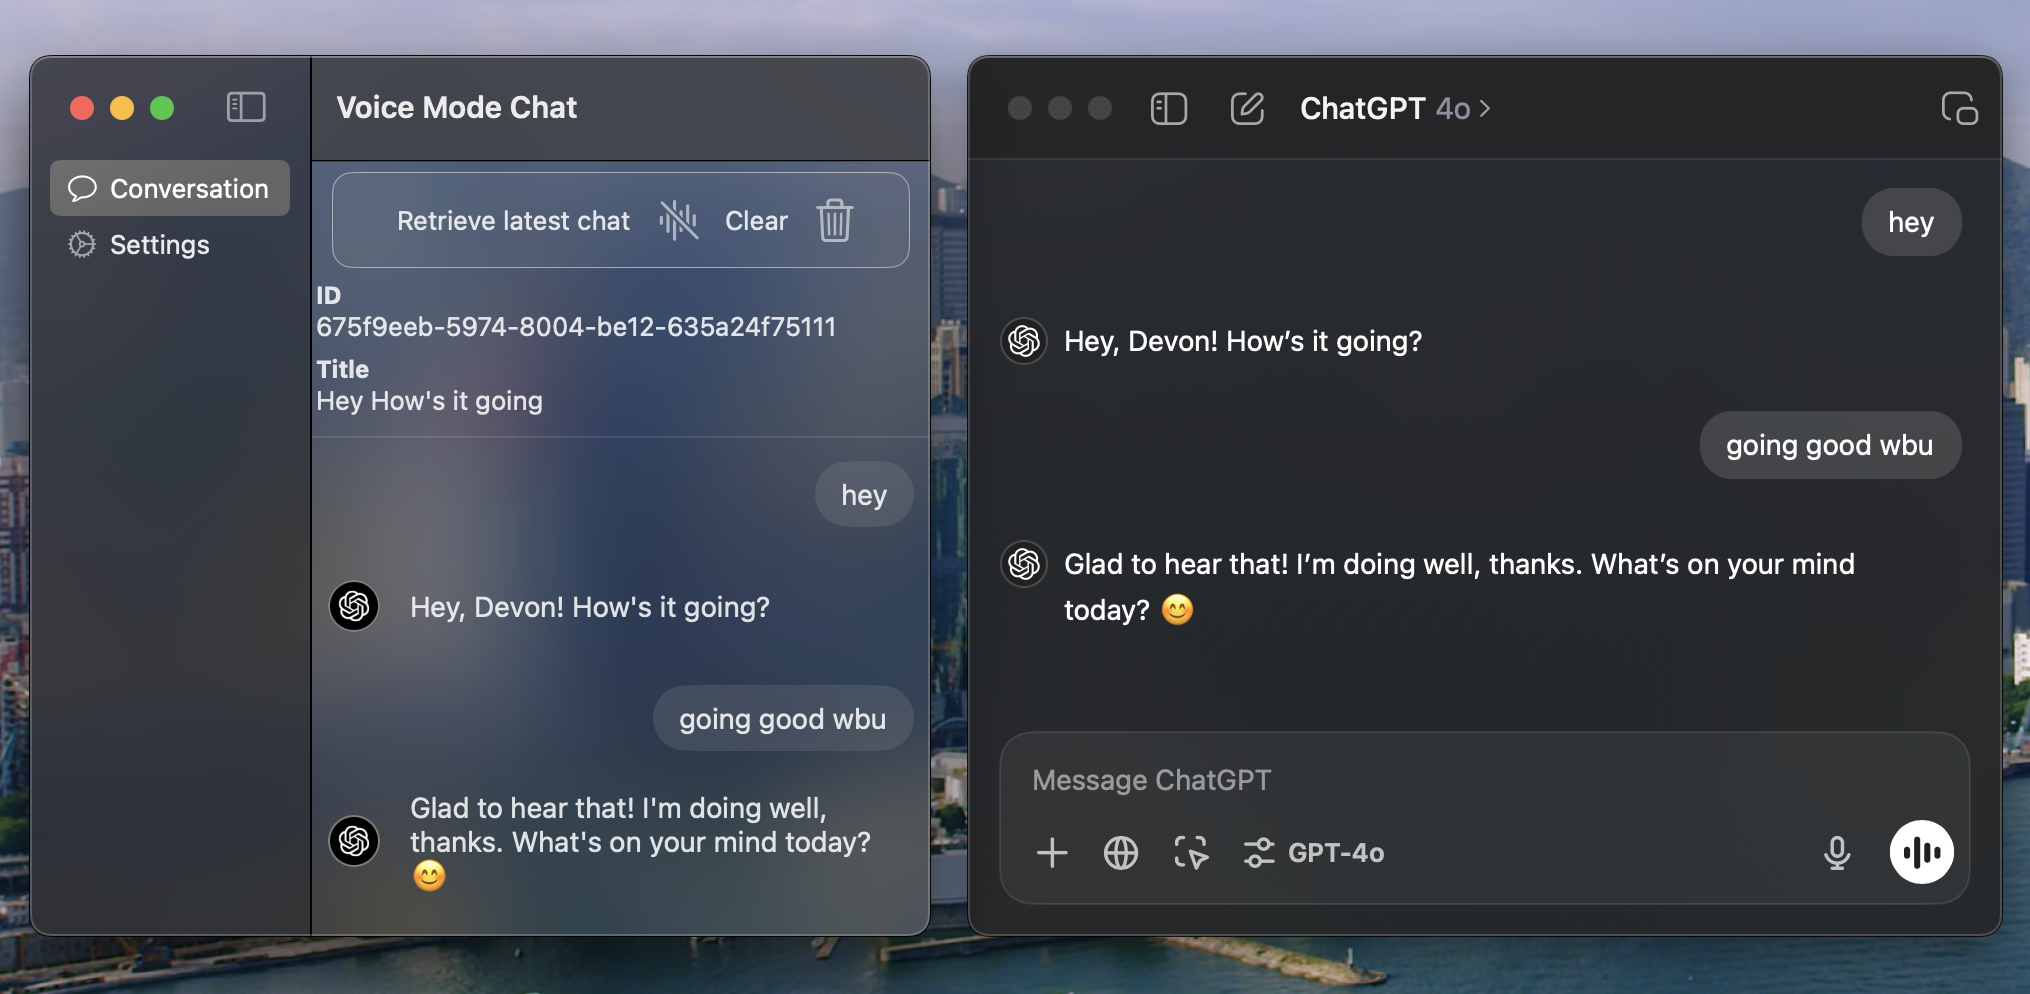 Voice Mode Chat
Conversation
Settings
Retrieve latest chat
Clear
ID
675f9eeb-5974-8004-be12-635a24f75111
Title
Hey How's it going
hey
Hey, Devon! How's it going?
going good wbu
Glad to hear that! I'm doing well,
thanks. What's on your mind today?
😊
ChatGPT 4o
hey
Hey, Devon! How’s it going?
going good wbu
Glad to hear that! I’m doing well, thanks. What’s on your mind
today? 😊
Message ChatGPT
GPT-4o